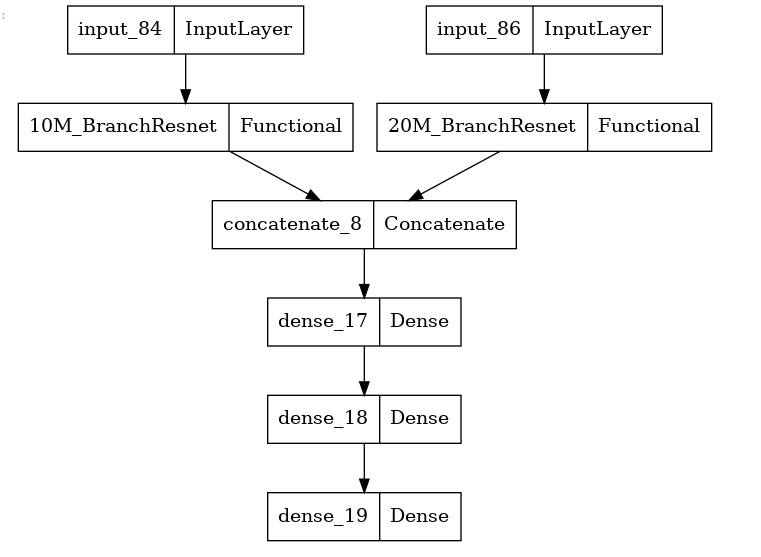 :
input_84 InputLayer
input_86 InputLayer
10M_BranchResnet Functional
20M_BranchResnet Functional
concatenate_8 Concatenate
dense_17 Dense
dense_18 Dense
dense_19 Dense